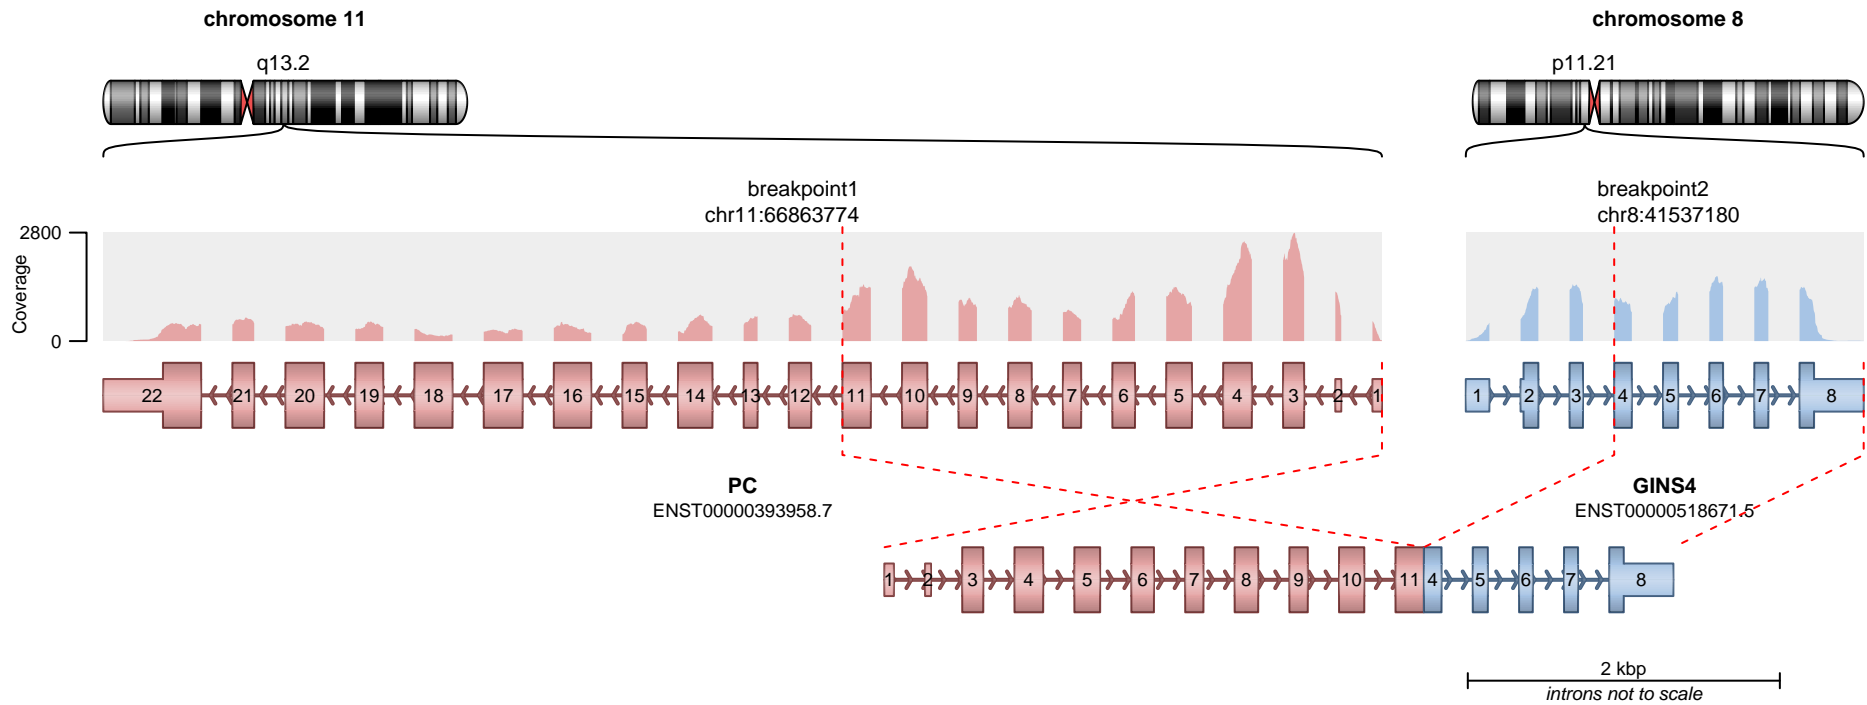 chromosome 11
chromosome 8
q13.2
p11.21
breakpoint1
chr11:66863774
breakpoint2
chr8:41537180
2800
0
Coverage
22 21 20 19 18 17 16 15 14 13 12 11 10 9 8 7 6 5 4 3 2 1
1 2 3 4 5 6 7 8
PC
ENST00000393958.7
GINS4
ENST00000518671.5
1 2 3 4 5 6 7 8 9 10 11 4 5 6 7 8
2 kbp
introns not to scale